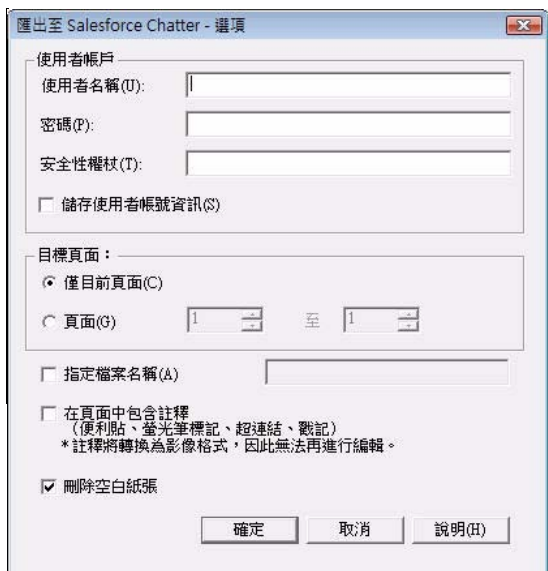 匯出至 Salesforce Chatter - 選項
使用者帳戶
使用者名稱(U):
密碼(P):
安全性權杖(T):
儲存使用者帳號資訊(S)
目標頁面：
僅目前頁面(C)
頁面(G) 1 至 1
指定檔案名稱(A)
在頁面中包含註釋
(便利貼、螢光筆標記、超連結、戳記)
*註釋將轉換為影像格式，因此無法再進行編輯。
刪除空白紙張
確定 取消 說明(H)